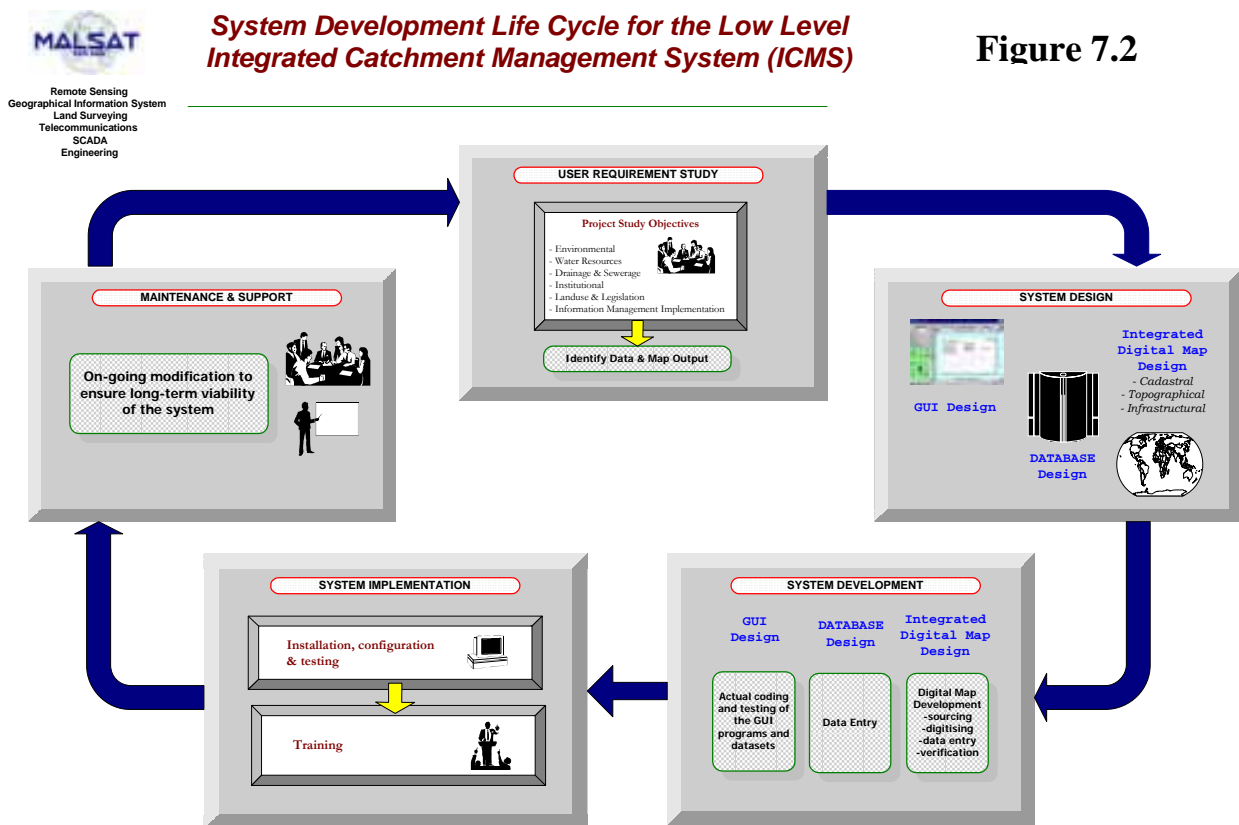 MALSAT
System Development Life Cycle for the Low Level
Integrated Catchment Management System (ICMS)
Figure 7.2
Remote Sensing
Geographical Information System
Land Surveying
Telecommunications
SCADA
Engineering
USER REQUIREMENT STUDY
Project Study Objectives
- Environmental
- Water Resources
- Drainage & Sewerage
- Institutional
- Landuse & Legislation
- Information Management Implementation
Identify Data & Map Output
SYSTEM DESIGN
GUI Design
DATABASE
Design
Integrated
Digital Map
Design
- Cadastral
- Topographical
- Infrastructural
SYSTEM DEVELOPMENT
GUI
Design
Actual coding
and testing of
the GUI
programs and
datasets
DATABASE
Design
Data Entry
Integrated
Digital Map
Design
Digital Map
Development
-sourcing
-digitising
-data entry
-verification
SYSTEM IMPLEMENTATION
Installation, configuration
& testing
Training
MAINTENANCE & SUPPORT
On-going modification to
ensure long-term viability
of the system